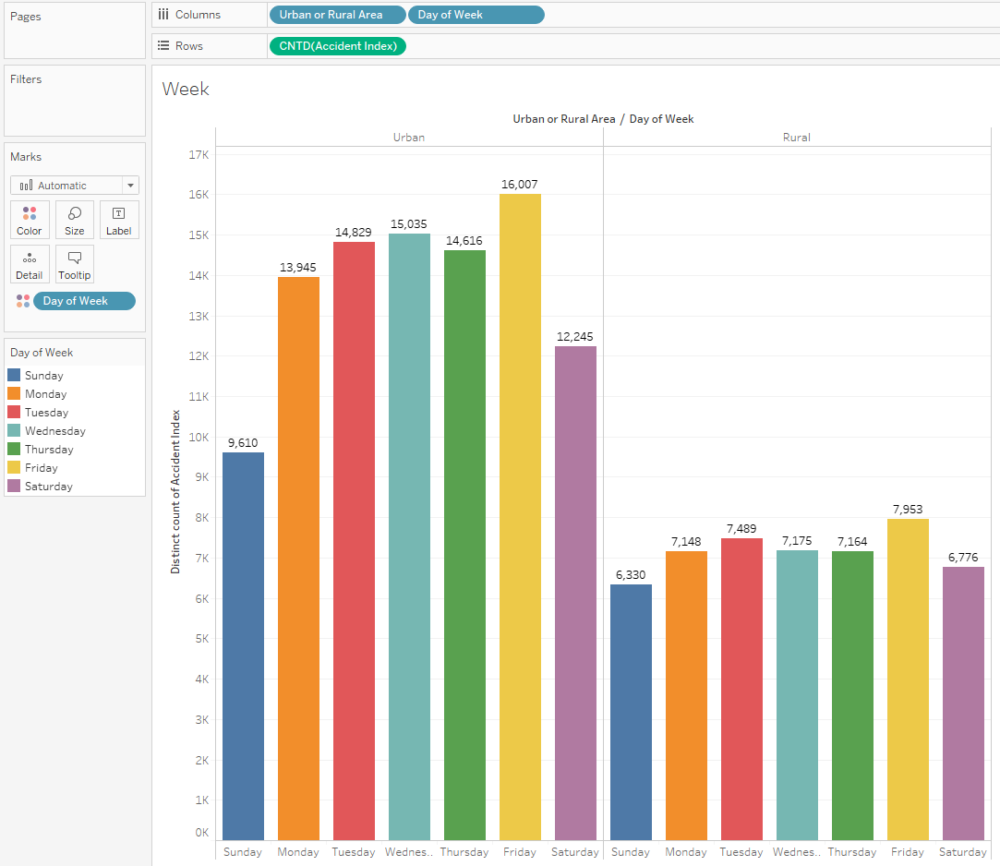 Pages
Columns
Urban or Rural Area
Day of Week
Rows
CNTD(Accident Index)
Filters
Marks
Automatic
Color
Size
Label
Detail
Tooltip
Day of Week
Day of Week
Sunday
Monday
Tuesday
Wednesday
Thursday
Friday
Saturday
Week
Urban or Rural Area / Day of Week
Urban
Rural
Distinct count of Accident Index
17K
16K
15K
14K
13K
12K
11K
10K
9K
8K
7K
6K
5K
4K
3K
2K
1K
0K
9,610
13,945
14,829
15,035
14,616
16,007
12,245
6,330
7,148
7,489
7,175
7,164
7,953
6,776
Sunday Monday Tuesday Wednes.. Thursday Friday Saturday Sunday Monday Tuesday Wednes.. Thursday Friday Saturday